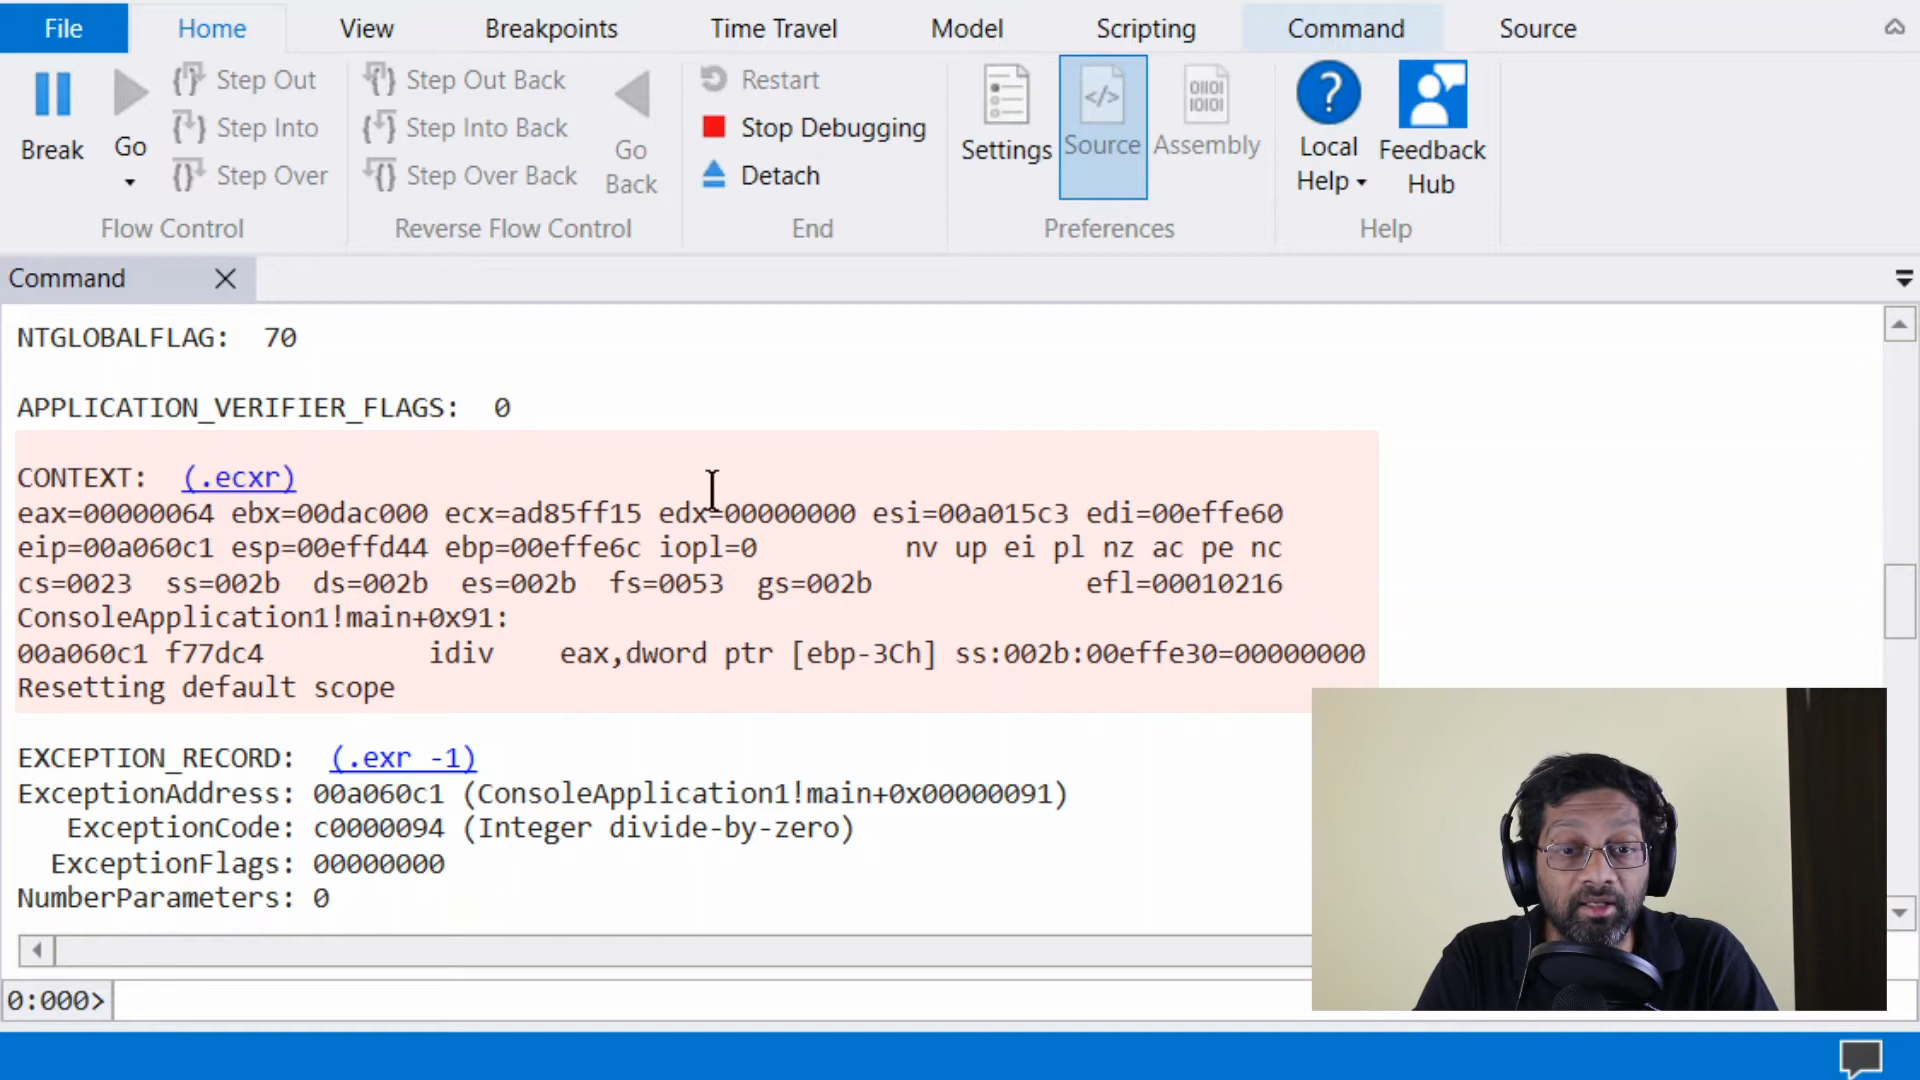 File Home View Breakpoints Time Travel Model Scripting Command Source
Break
Go
Step Out
Step Into
Step Over
Flow Control
Step Out Back
Step Into Back
Step Over Back
Go Back
Reverse Flow Control
Restart
Stop Debugging
Detach
End
Settings
Source
01101
10101
Assembly
Preferences
?
Local
Help
Feedback
Hub
Help
Command
NTGLOBALFLAG:  70
APPLICATION_VERIFIER_FLAGS:  0
CONTEXT:  (.ecxr)
eax=00000064 ebx=00dac000 ecx=ad85ff15 edx=00000000 esi=00a015c3 edi=00effe60
eip=00a060c1 esp=00effd44 ebp=00effe6c iopl=0         nv up ei pl nz ac pe nc
cs=0023  ss=002b  ds=002b  es=002b  fs=0053  gs=002b             efl=00010216
ConsoleApplication1!main+0x91:
00a060c1 f77dc4          idiv    eax,dword ptr [ebp-3Ch] ss:002b:00effe30=00000000
Resetting default scope
EXCEPTION_RECORD:  (.exr -1)
ExceptionAddress: 00a060c1 (ConsoleApplication1!main+0x00000091)
ExceptionCode: c0000094 (Integer divide-by-zero)
ExceptionFlags: 00000000
NumberParameters: 0
0:000>